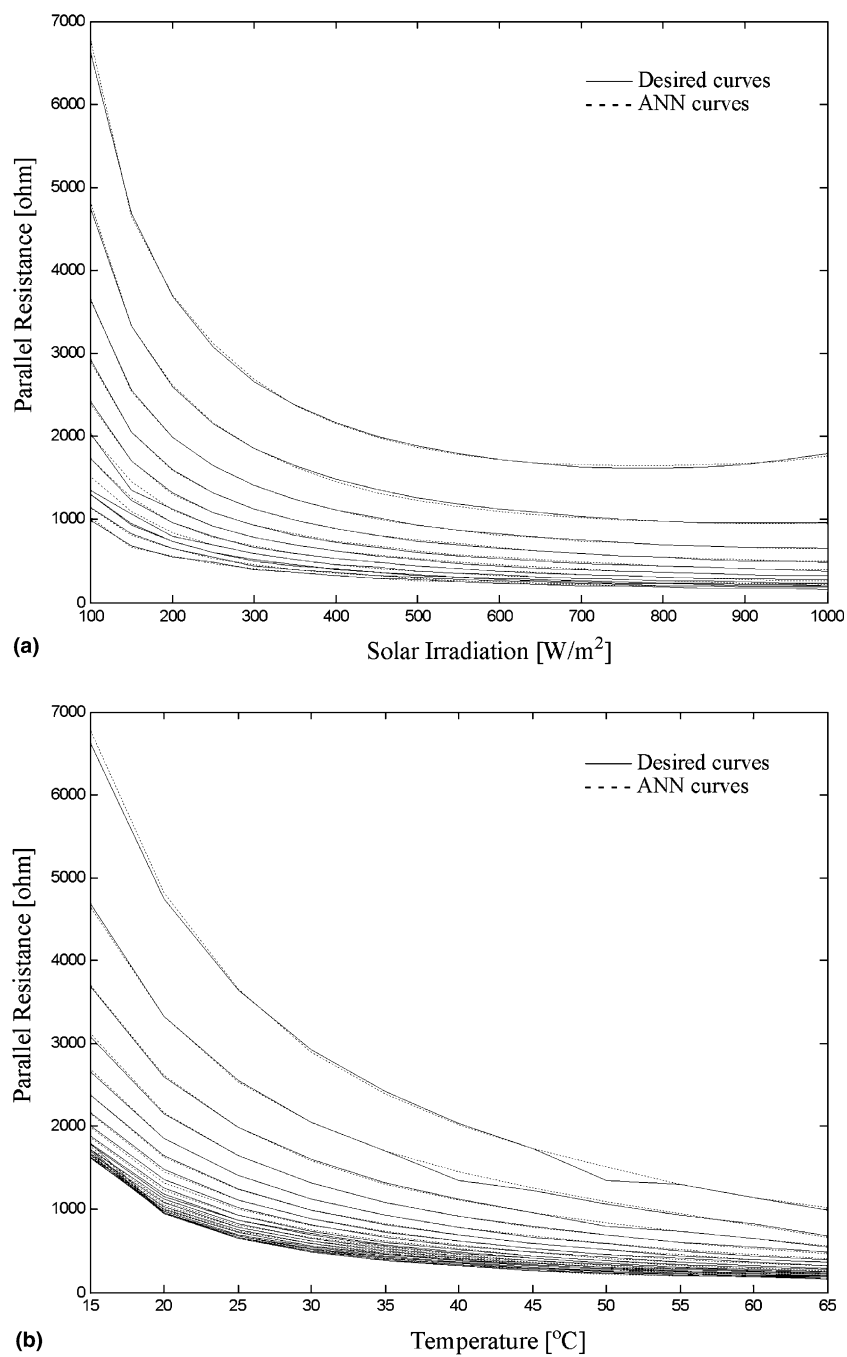 7000
6000
5000
4000
3000
2000
1000
0
Parallel Resistance [ohm]
Desired curves
ANN curves
100 200 300 400 500 600 700 800 900 1000
Solar Irradiation [W/m²]
(a)
7000
6000
5000
4000
3000
2000
1000
0
Parallel Resistance [ohm]
Desired curves
ANN curves
15 20 25 30 35 40 45 50 55 60 65
Temperature [°C]
(b)